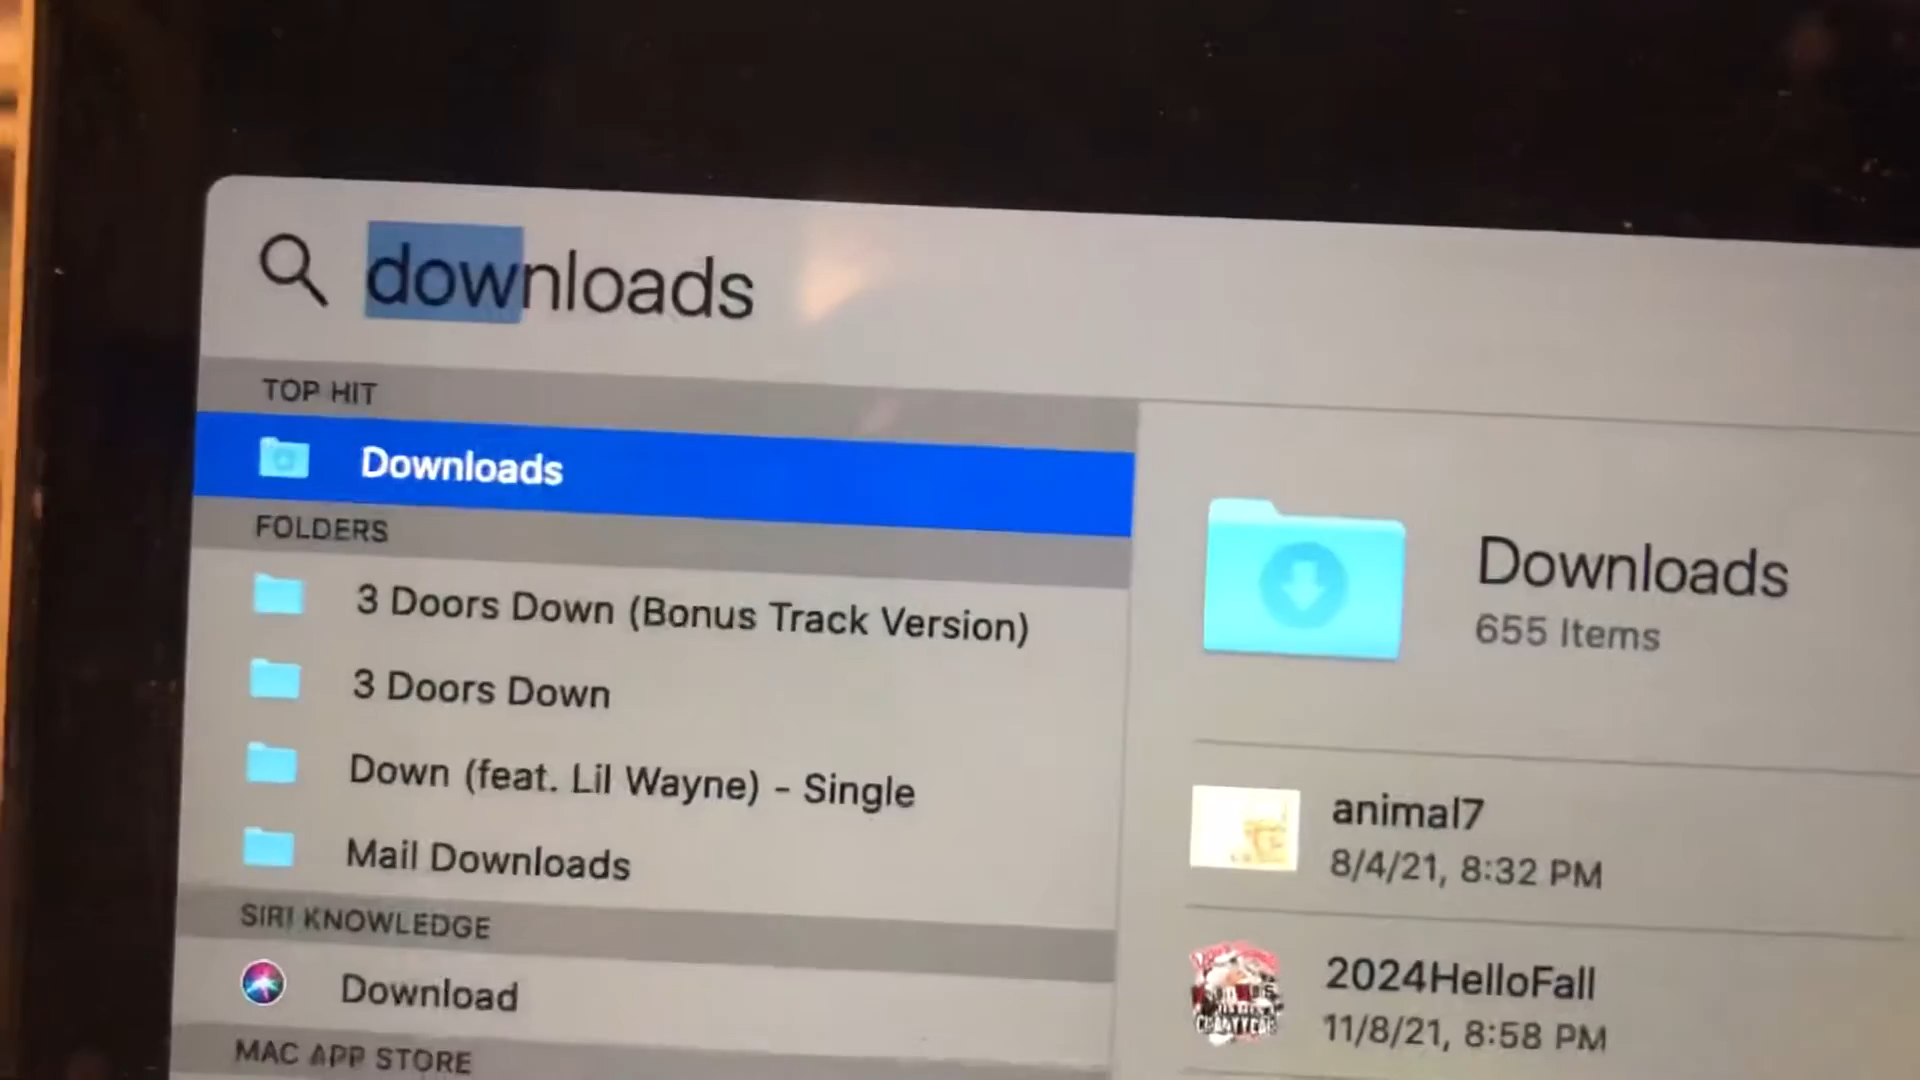 downloads
TOP HIT
Downloads
FOLDERS
3 Doors Down (Bonus Track Version)
3 Doors Down
Down (feat. Lil Wayne) - Single
Mail Downloads
SIRI KNOWLEDGE
Download
MAC APP STORE
Downloads
655 Items
animal7
8/4/21, 8:32 PM
2024HelloFall
11/8/21, 8:58 PM